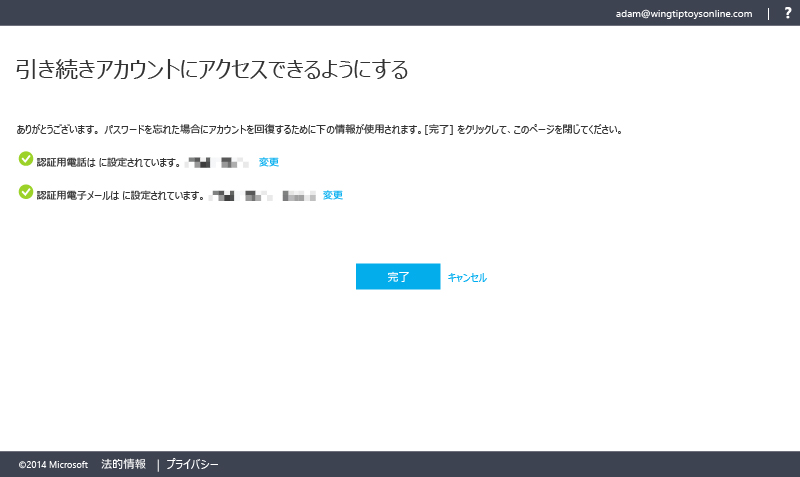 adam@wingtiptoysonline.com | ?
引き続きアカウントにアクセスできるようにする
ありがとうございます。パスワードを忘れた場合にアカウントを回復するために下の情報が使用されます。[完了] をクリックして、このページを閉じてください。
認証用電話は に設定されています。 変更
認証用電子メールは に設定されています。 変更
完了 キャンセル
©2014 Microsoft 法的情報 | プライバシー